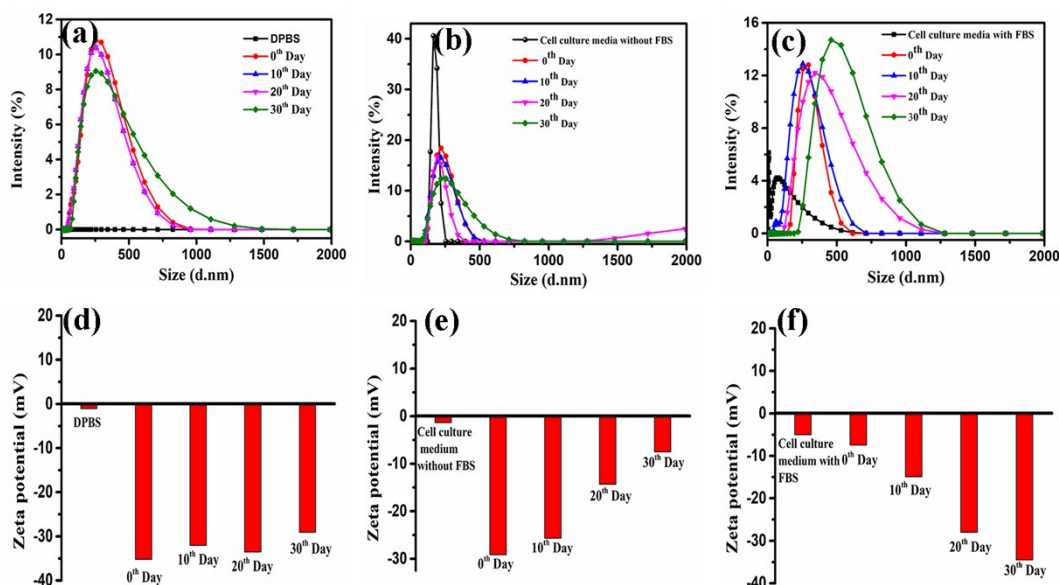 (a)
DPBS
0th Day
10th Day
20th Day
30th Day
12
11
10
8
6
4
2
0
Intensity (%)
0 500 1000 1500 2000
Size (d.nm)
(b)
Cell culture media without FBS
0th Day
10th Day
20th Day
30th Day
40
30
20
10
0
Intensity (%)
0 500 1000 1500 2000
Size (d.nm)
(c)
Cell culture media with FBS
0th Day
10th Day
20th Day
30th Day
16
12
8
4
0
Intensity (%)
0 500 1000 1500 2000
Size (d.nm)
(d)
20
10
0
-10
-20
-30
-40
Zeta potential (mV)
DPBS
0th Day
10th Day
20th Day
30th Day
(e)
20
10
0
-10
-20
-30
Zeta potential (mV)
Cell culture
medium
without FBS
0th Day
10th Day
20th Day
30th Day
(f)
20
10
0
-10
-20
-30
-40
Zeta potential (mV)
Cell culture
medium with
FBS
0th Day
10th Day
20th Day
30th Day